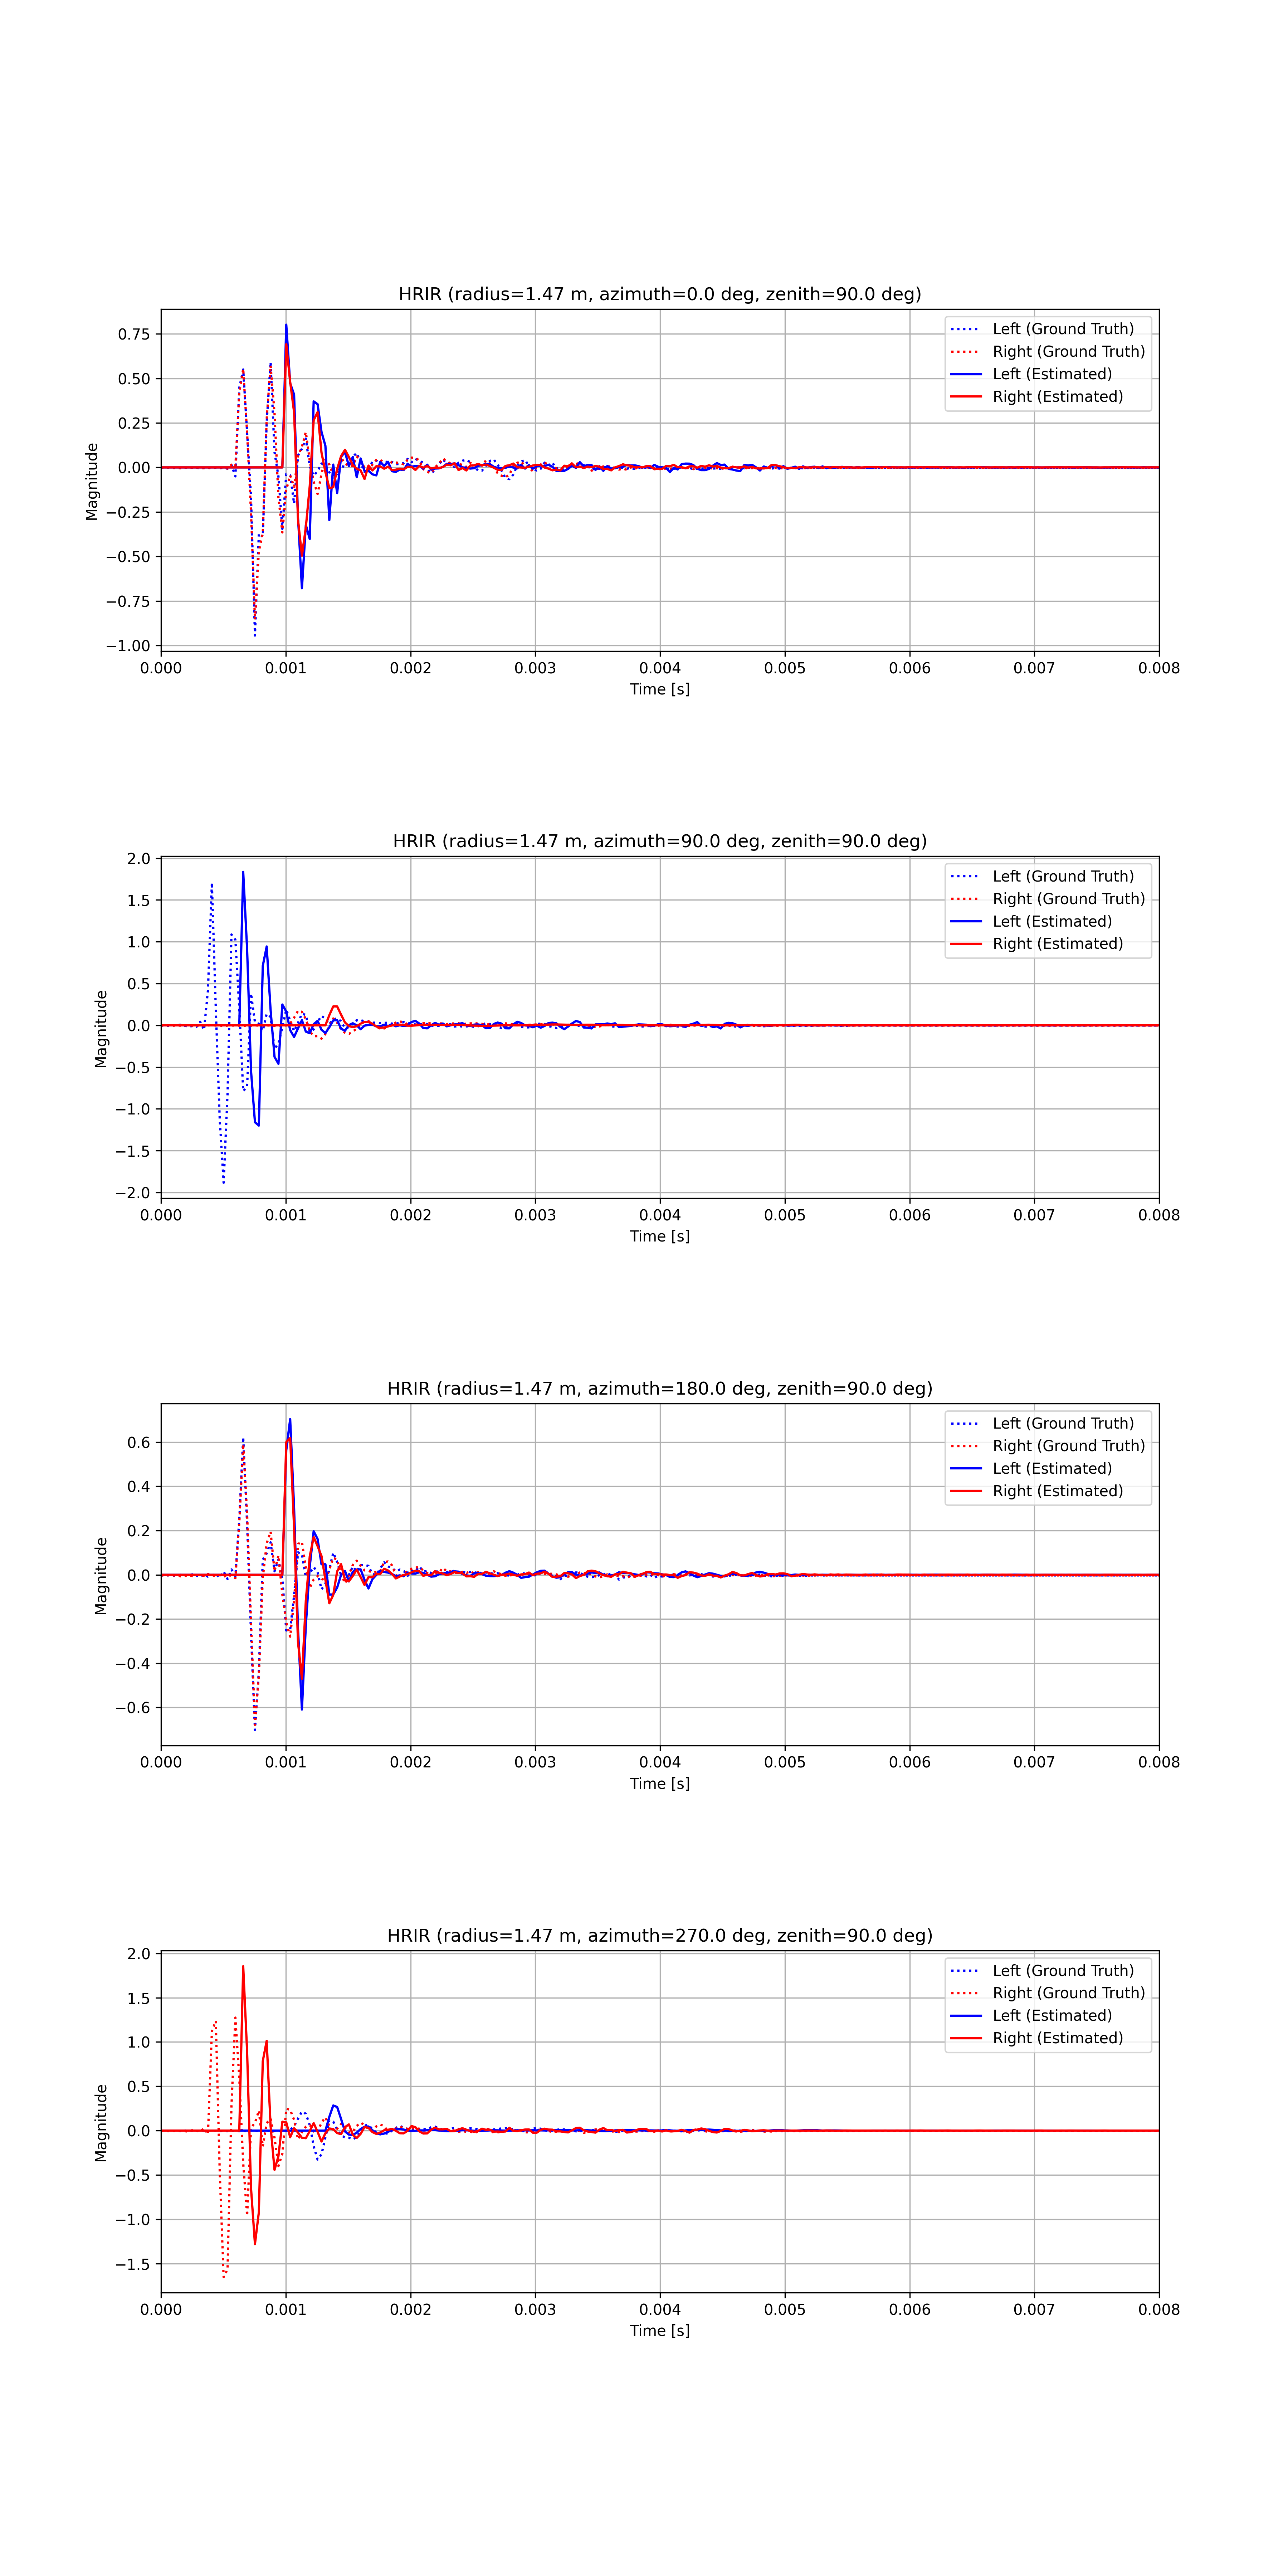 HRIR (radius=1.47 m, azimuth=0.0 deg, zenith=90.0 deg)
Left (Ground Truth)
Right (Ground Truth)
Left (Estimated)
Right (Estimated)
0.75
0.50
0.25
0.00
−0.25
−0.50
−0.75
−1.00
Magnitude
0.000 0.001 0.002 0.003 0.004 0.005 0.006 0.007 0.008
Time [s]
HRIR (radius=1.47 m, azimuth=90.0 deg, zenith=90.0 deg)
Left (Ground Truth)
Right (Ground Truth)
Left (Estimated)
Right (Estimated)
2.0
1.5
1.0
0.5
0.0
−0.5
−1.0
−1.5
−2.0
Magnitude
0.000 0.001 0.002 0.003 0.004 0.005 0.006 0.007 0.008
Time [s]
HRIR (radius=1.47 m, azimuth=180.0 deg, zenith=90.0 deg)
Left (Ground Truth)
Right (Ground Truth)
Left (Estimated)
Right (Estimated)
0.6
0.4
0.2
0.0
−0.2
−0.4
−0.6
Magnitude
0.000 0.001 0.002 0.003 0.004 0.005 0.006 0.007 0.008
Time [s]
HRIR (radius=1.47 m, azimuth=270.0 deg, zenith=90.0 deg)
Left (Ground Truth)
Right (Ground Truth)
Left (Estimated)
Right (Estimated)
2.0
1.5
1.0
0.5
0.0
−0.5
−1.0
−1.5
Magnitude
0.000 0.001 0.002 0.003 0.004 0.005 0.006 0.007 0.008
Time [s]